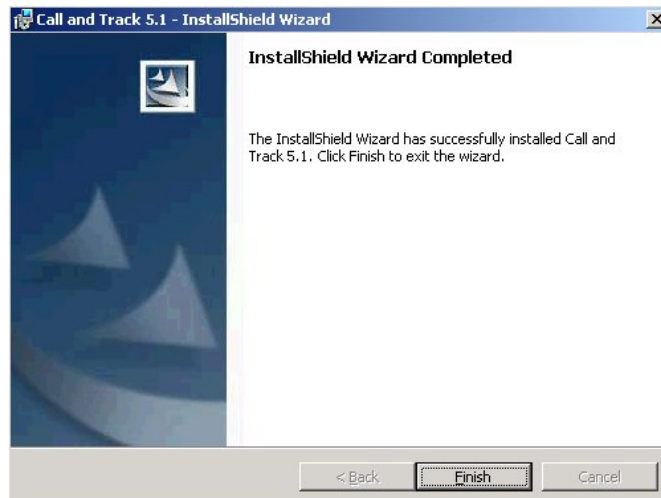 Call and Track 5.1 - InstallShield Wizard
InstallShield Wizard Completed
The InstallShield Wizard has successfully installed Call and
Track 5.1. Click Finish to exit the wizard.
< Back
Finish
Cancel